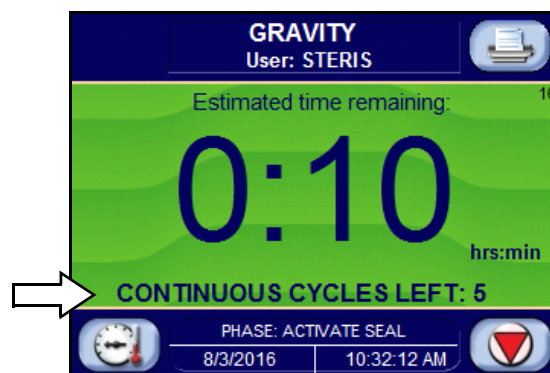 GRAVITY
User: STERIS
Estimated time remaining:
0:10
hrs:min
CONTINUOUS CYCLES LEFT: 5
PHASE: ACTIVATE SEAL
8/3/2016
10:32:12 AM